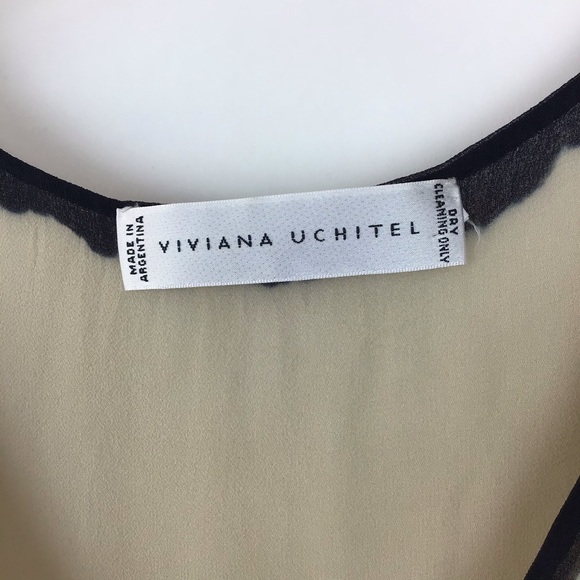 MADE IN
ARGENTINA
VIVIANA UCHITEL
DRY
CLEANING ONLY